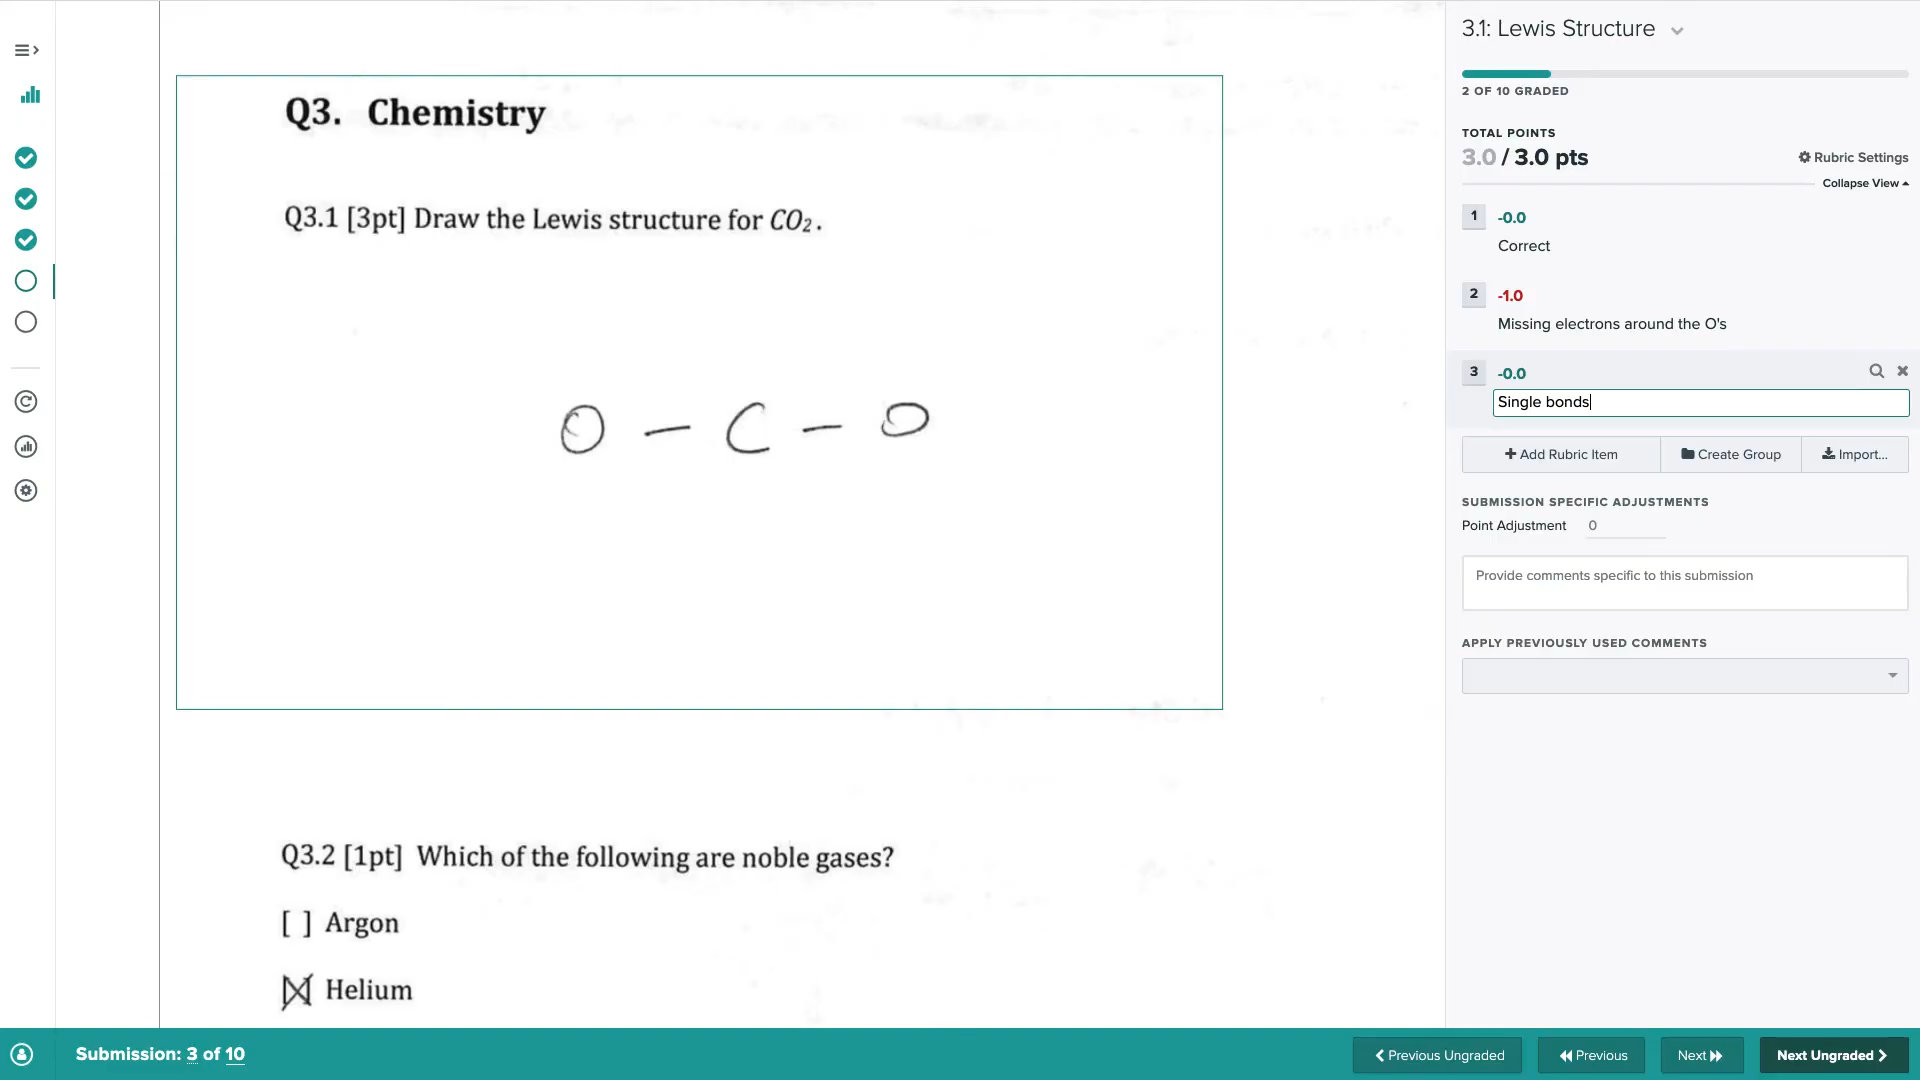 Q3. Chemistry
Q3.1 [3pt] Draw the Lewis structure for CO₂.
O – C – O
Q3.2 [1pt] Which of the following are noble gases?
[ ] Argon
[X] Helium
3.1: Lewis Structure
2 OF 10 GRADED
TOTAL POINTS
3.0 / 3.0 pts
Rubric Settings
Collapse View
1 -0.0
Correct
2 -1.0
Missing electrons around the O's
3 -0.0
Single bonds
Add Rubric Item Create Group Import...
SUBMISSION SPECIFIC ADJUSTMENTS
Point Adjustment 0
Provide comments specific to this submission
APPLY PREVIOUSLY USED COMMENTS
Submission: 3 of 10 Previous Ungraded Previous Next Next Ungraded